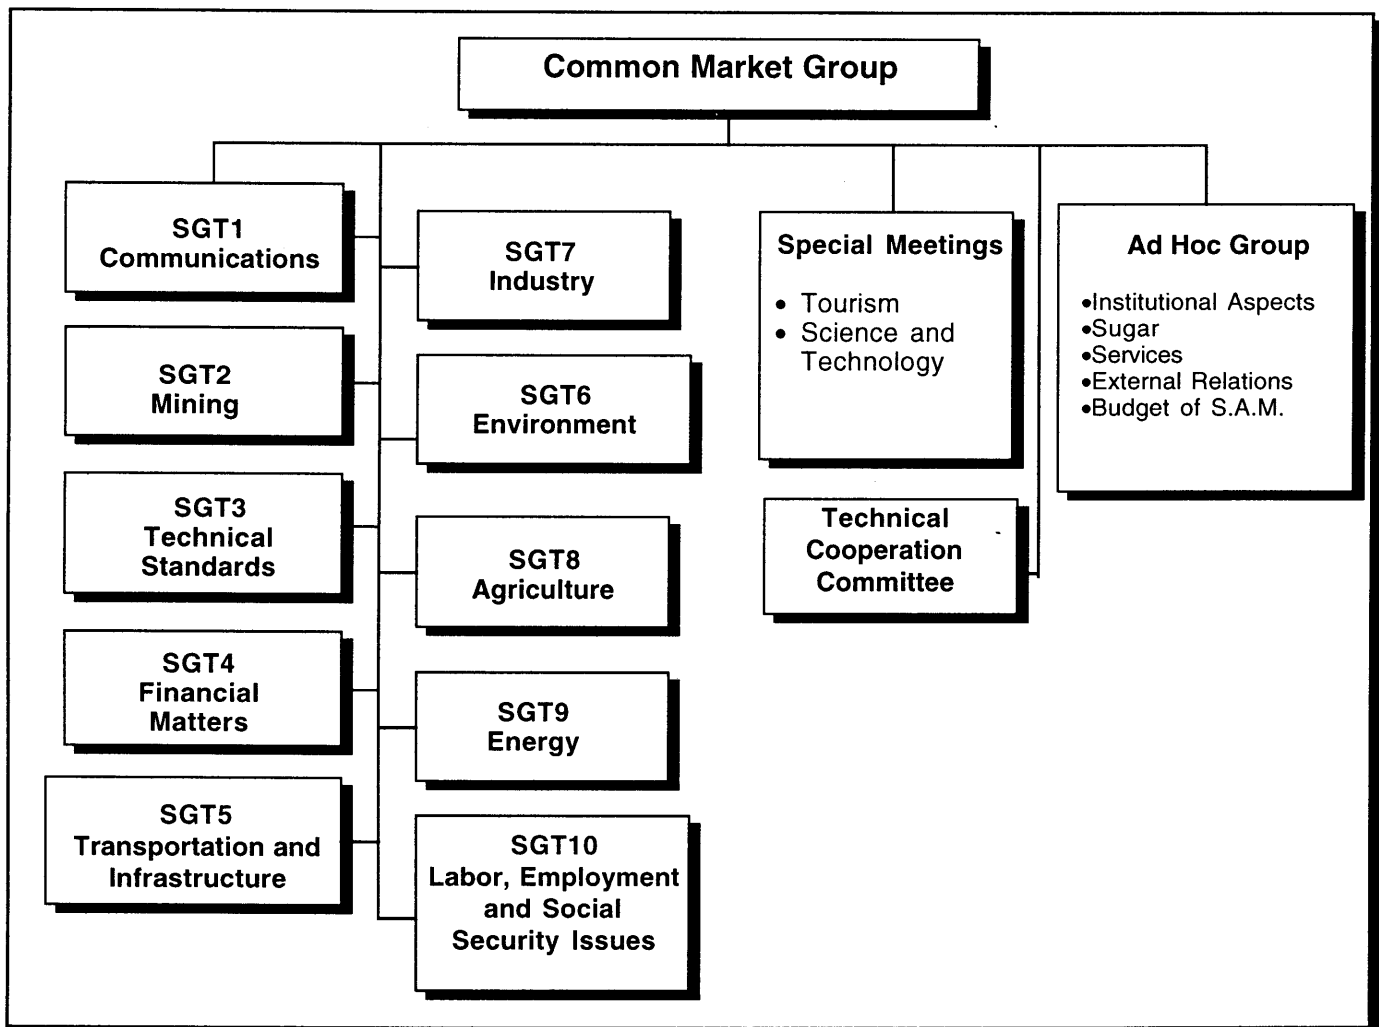 Common Market Group
SGT1
Communications
SGT2
Mining
SGT3
Technical
Standards
SGT4
Financial
Matters
SGT5
Transportation and
Infrastructure
SGT7
Industry
SGT6
Environment
SGT8
Agriculture
SGT9
Energy
SGT10
Labor, Employment
and Social
Security Issues
Special Meetings
• Tourism
• Science and
Technology
Technical
Cooperation
Committee
Ad Hoc Group
•Institutional Aspects
•Sugar
•Services
•External Relations
•Budget of S.A.M.